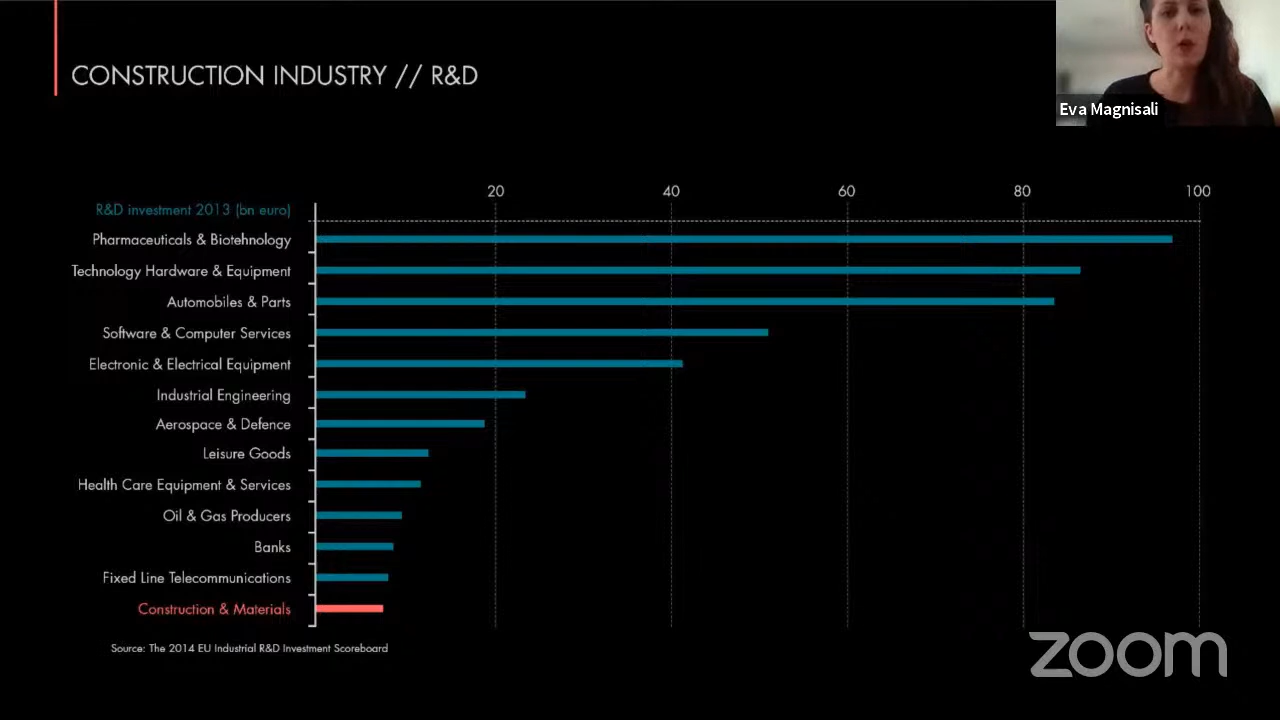 CONSTRUCTION INDUSTRY // R&D
Eva Magnisali
20 40 60 80 100
R&D investment 2013 (bn euro)
Pharmaceuticals & Biotehnology
Technology Hardware & Equipment
Automobiles & Parts
Software & Computer Services
Electronic & Electrical Equipment
Industrial Engineering
Aerospace & Defence
Leisure Goods
Health Care Equipment & Services
Oil & Gas Producers
Banks
Fixed Line Telecommunications
Construction & Materials
Source: The 2014 EU Industrial R&D Investment Scoreboard
zoom